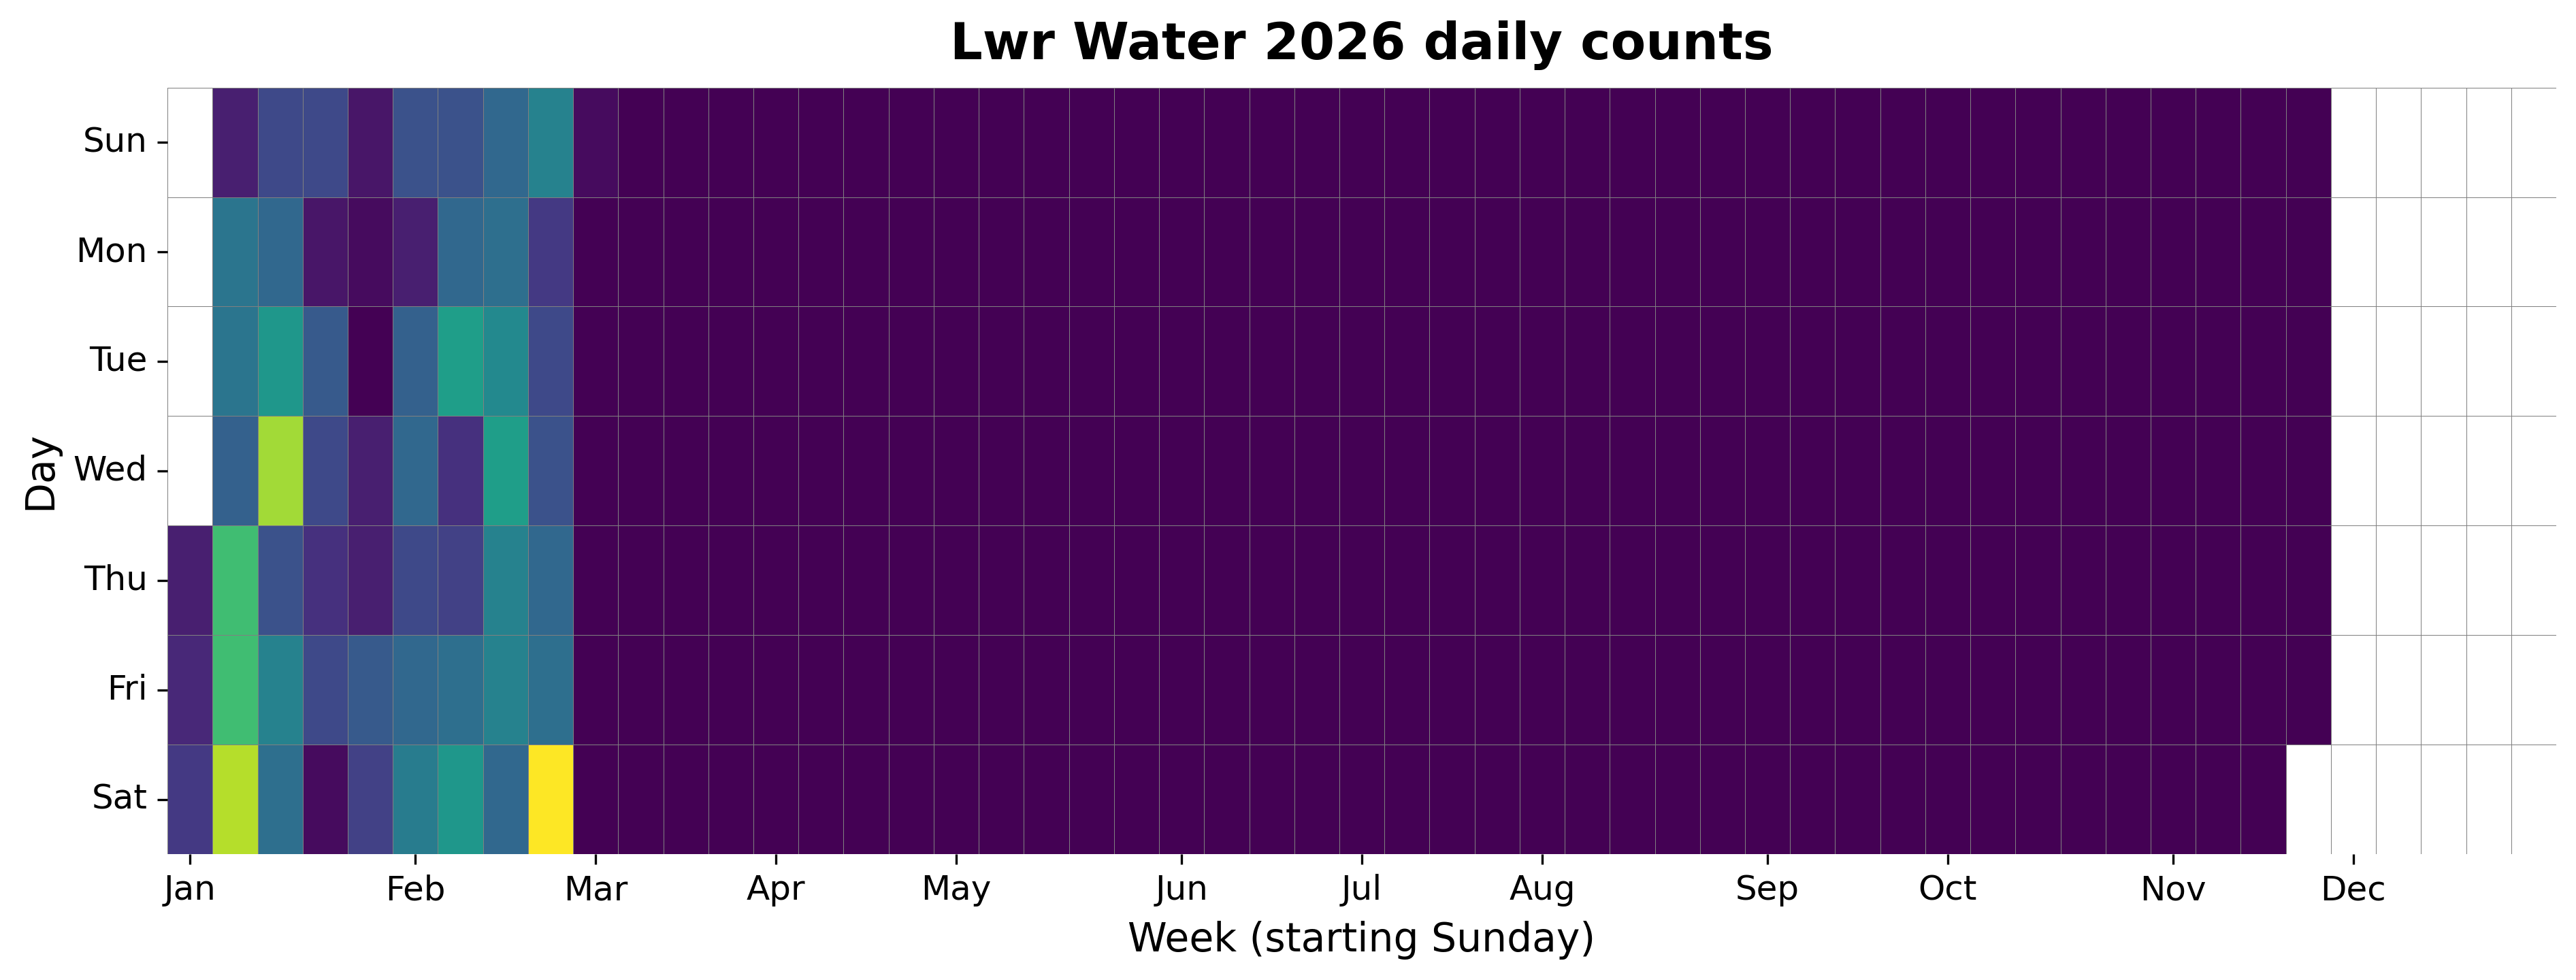 Lwr Water 2026 daily counts
Day
Sun
Mon
Tue
Wed
Thu
Fri
Sat
Jan Feb Mar Apr May Jun Jul Aug Sep Oct Nov Dec
Week (starting Sunday)